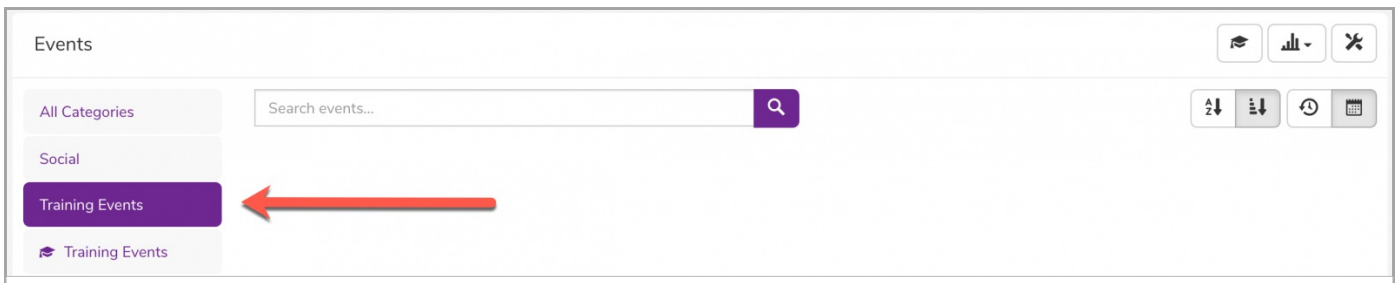 Events
All Categories
Search events...
Social
Training Events
Training Events